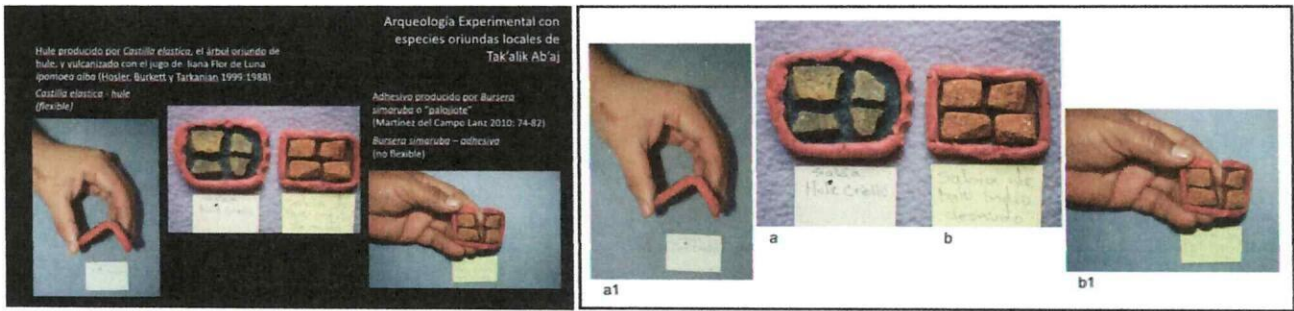 Arqueología Experimental con
especies oriundas locales de
Tak'alik Ab'aj
Hule producido por Castilla elastica, el árbol oriundo de
hule, y vulcanizado con el jugo de liana Flor de Luna
Ipomoea alba (Hosler, Burkett y Tarkanian 1999:1988)
Castilla elastica - hule
(flexible)
Adhesivo producido por Bursera
simaruba o "palojiote"
(Martínez del Campo Lanz 2010: 74-82)
Bursera simaruba – adhesivo
(no flexible)
Hule
a1
a
b
b1